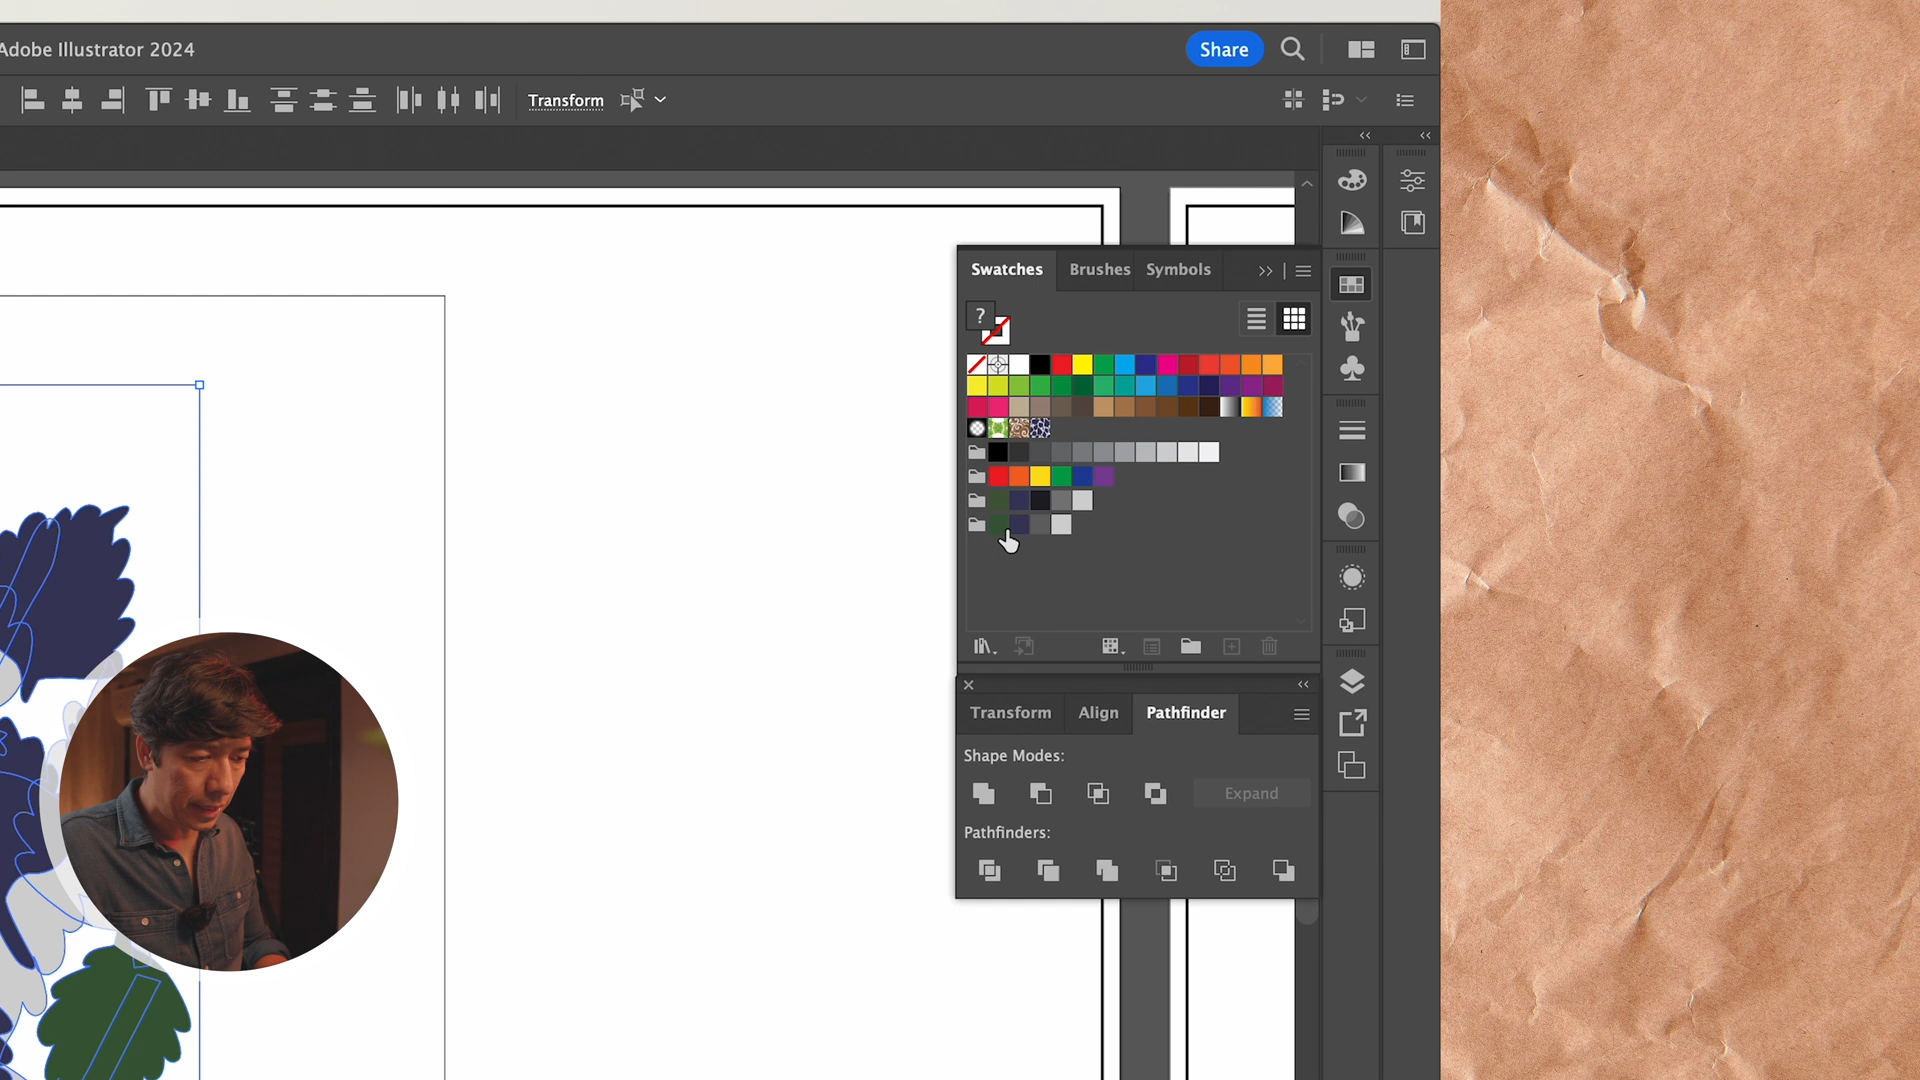 Adobe Illustrator 2024
Share
Transform
Swatches
Brushes
Symbols
?
Transform
Align
Pathfinder
Shape Modes:
Expand
Pathfinders: